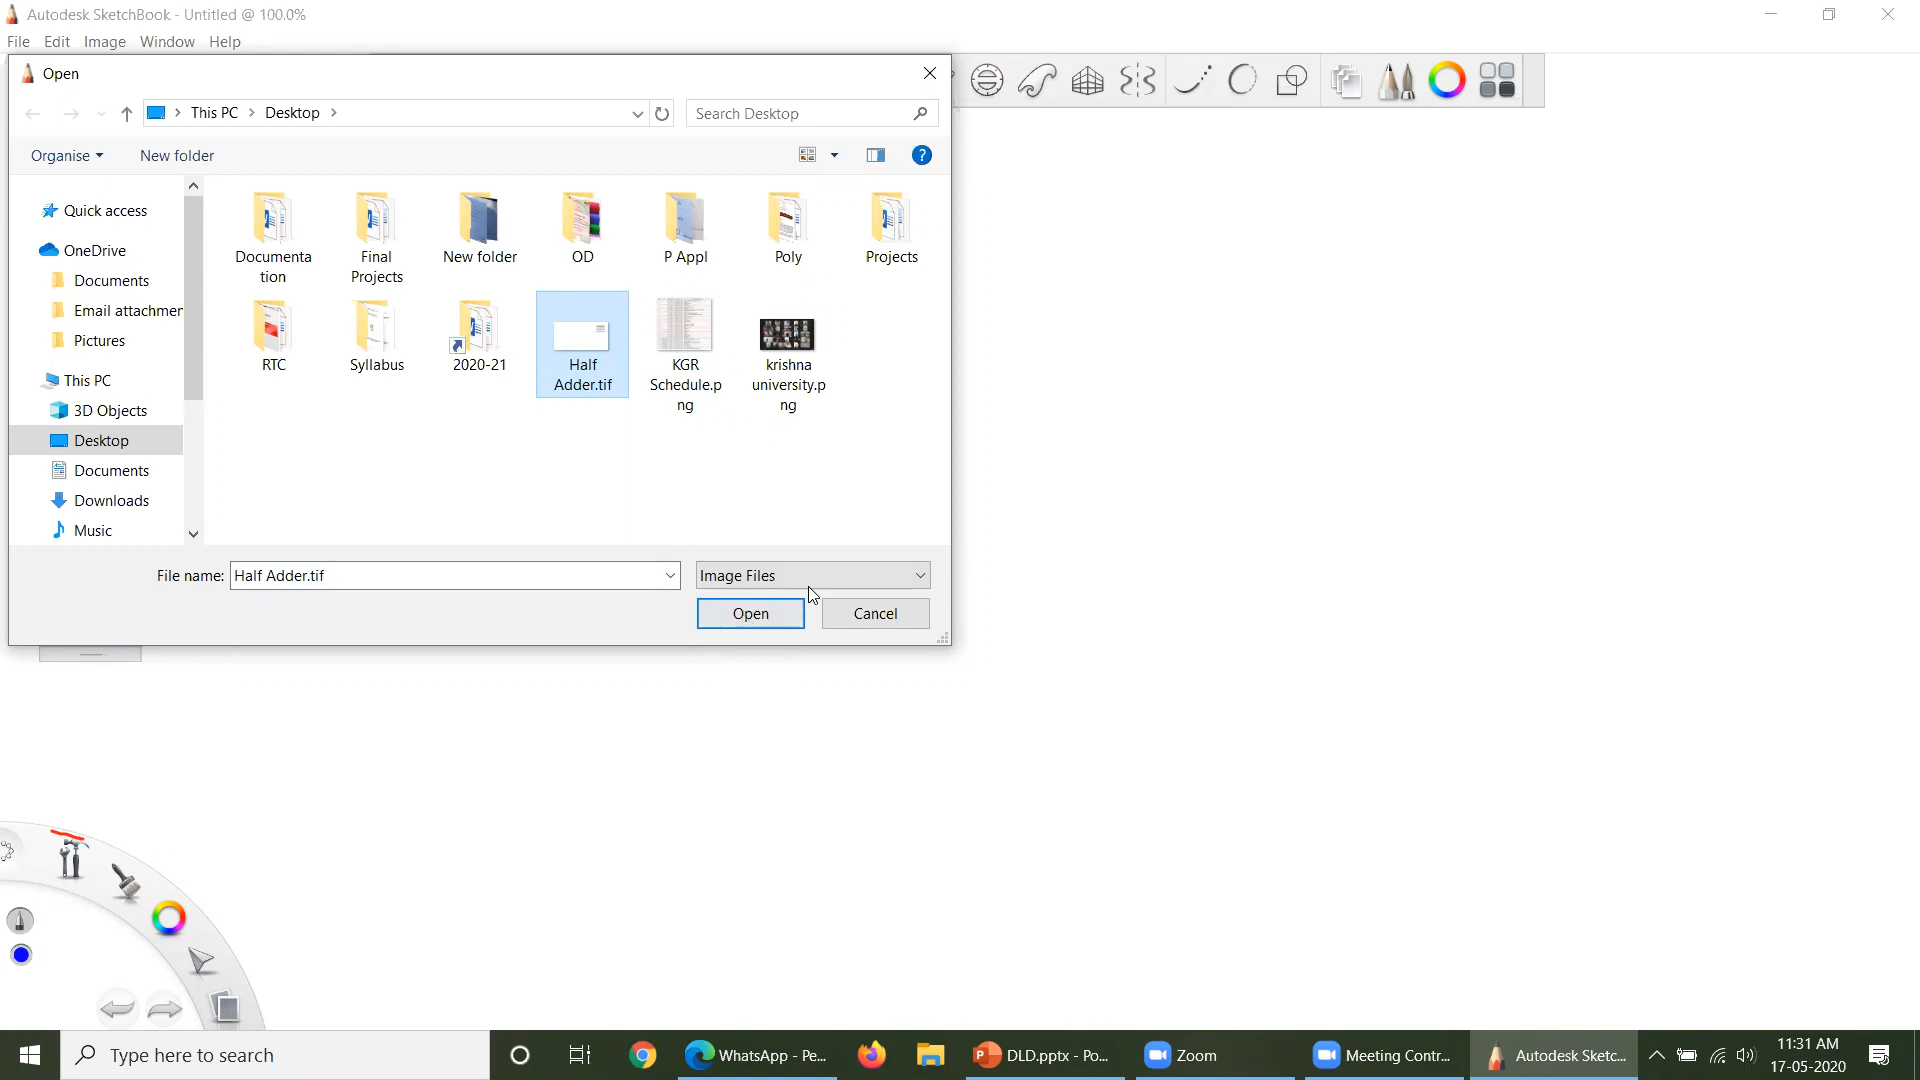 Autodesk SketchBook - Untitled @ 100.0%
File Edit Image Window Help
Open
This PC Desktop
Search Desktop
Organise New folder
Quick access
OneDrive
Documents
Email attachmen
Pictures
This PC
3D Objects
Desktop
Documents
Downloads
Music
Documenta
tion
Final
Projects
New folder
OD
P Appl
Poly
Projects
RTC
Syllabus
2020-21
Half
Adder.tif
KGR
Schedule.p
ng
krishna
university.p
ng
File name: Half Adder.tif
Image Files
Open Cancel
Type here to search
WhatsApp - Pe...
DLD.pptx - Po...
Zoom
Meeting Contr...
Autodesk Sketc...
11:31 AM
17-05-2020